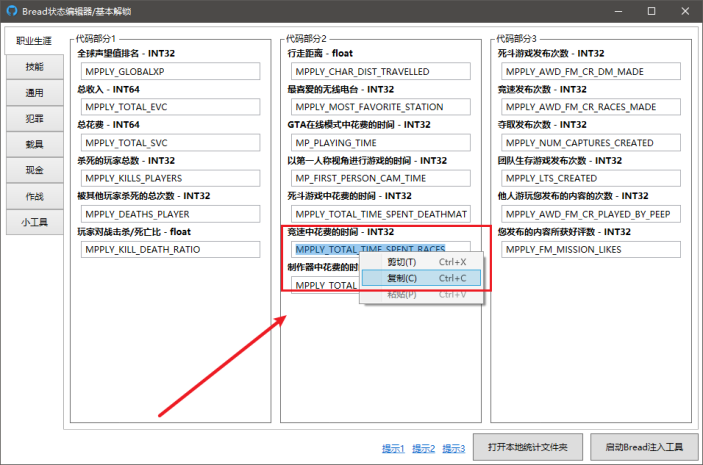 Bread状态编辑器/基本解锁
职业生涯
技能
通用
犯罪
载具
现金
作战
小工具
代码部分1
全球声望值排名 - INT32
MPPLY_GLOBALXP
总收入 - INT64
MPPLY_TOTAL_EVC
总花费 - INT64
MPPLY_TOTAL_SVC
杀死的玩家总数 - INT32
MPPLY_KILLS_PLAYERS
被其他玩家杀死的总次数 - INT32
MPPLY_DEATHS_PLAYER
玩家对战击杀/死亡比 - float
MPPLY_KILL_DEATH_RATIO
代码部分2
行走距离 - float
MPPLY_CHAR_DIST_TRAVELLED
最喜爱的无线电台 - INT32
MPPLY_MOST_FAVORITE_STATION
GTA在线模式中花费的时间 - INT32
MP_PLAYING_TIME
以第一人称视角进行游戏的时间 - INT32
MP_FIRST_PERSON_CAM_TIME
死斗游戏中花费的时间 - INT32
MPPLY_TOTAL_TIME_SPENT_DEATHMAT
竞速中花费的时间 - INT32
MPPLY_TOTAL_TIME_SPENT_RACES
制作器中花费的时
MPPLY_TOTAL_
剪切(T) Ctrl+X
复制(C) Ctrl+C
粘贴(P) Ctrl+V
代码部分3
死斗游戏发布次数 - INT32
MPPLY_AWD_FM_CR_DM_MADE
竞速发布次数 - INT32
MPPLY_AWD_FM_CR_RACES_MADE
夺取发布次数 - INT32
MPPLY_NUM_CAPTURES_CREATED
团队生存游戏发布次数 - INT32
MPPLY_LTS_CREATED
他人游玩您发布的内容的次数 - INT32
MPPLY_AWD_FM_CR_PLAYED_BY_PEEP
您发布的内容所获好评数 - INT32
MPPLY_FM_MISSION_LIKES
提示1 提示2 提示3
打开本地统计文件夹
启动Bread注入工具